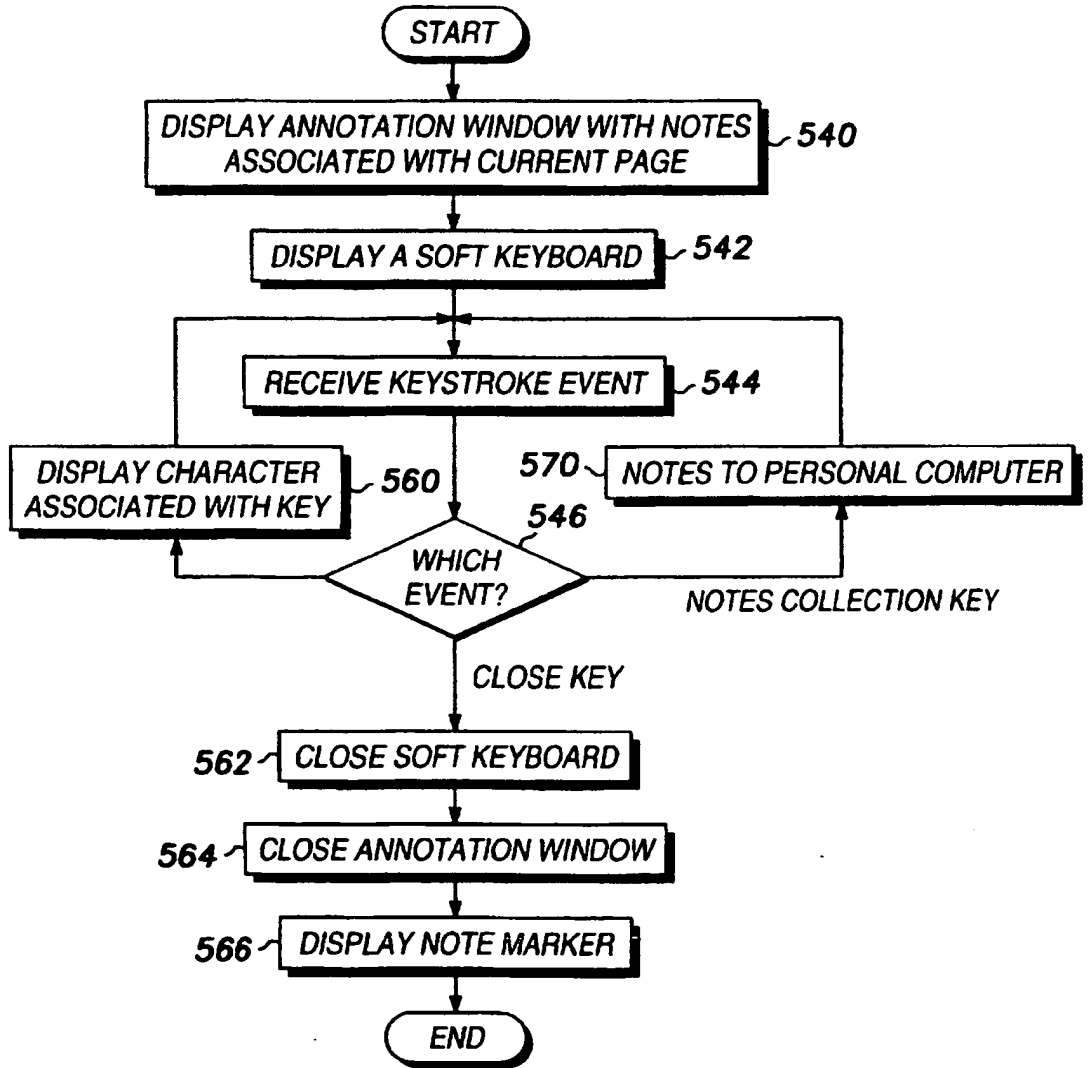 START
DISPLAY ANNOTATION WINDOW WITH NOTES
ASSOCIATED WITH CURRENT PAGE
540
DISPLAY A SOFT KEYBOARD
542
RECEIVE KEYSTROKE EVENT
544
DISPLAY CHARACTER
ASSOCIATED WITH KEY
560
570
NOTES TO PERSONAL COMPUTER
546
WHICH
EVENT?
NOTES COLLECTION KEY
CLOSE KEY
562
CLOSE SOFT KEYBOARD
564
CLOSE ANNOTATION WINDOW
566
DISPLAY NOTE MARKER
END